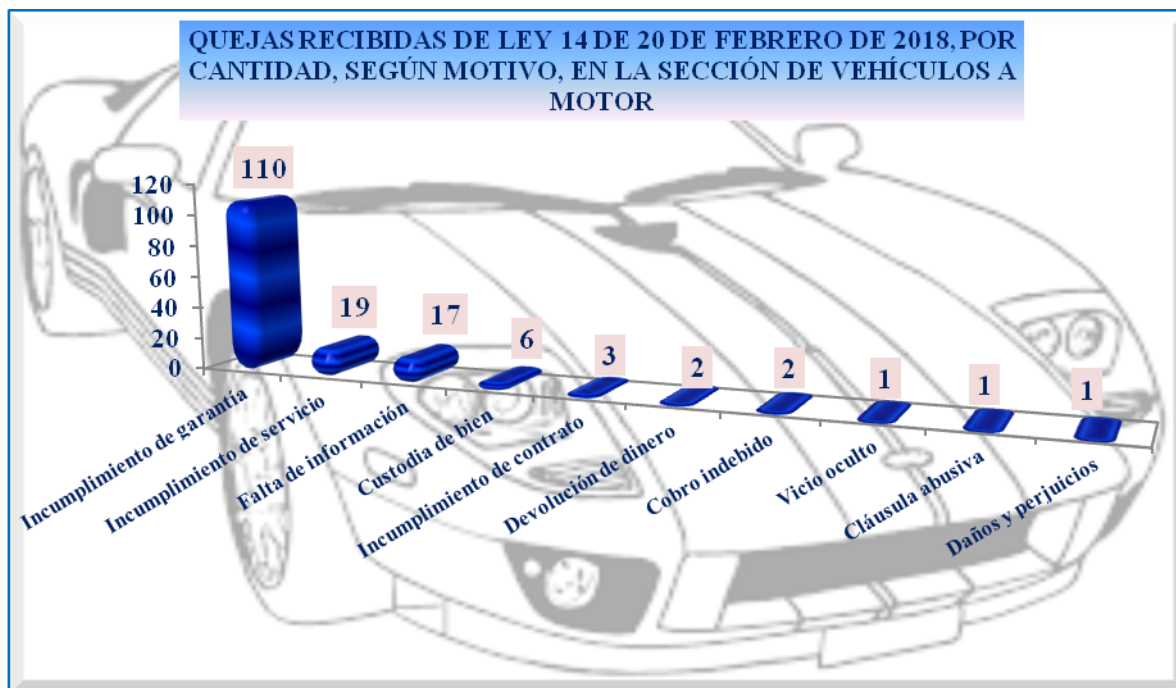 QUEJAS RECIBIDAS DE LEY 14 DE 20 DE FEBRERO DE 2018, POR
CANTIDAD, SEGÚN MOTIVO, EN LA SECCIÓN DE VEHÍCULOS A
MOTOR
120
100
80
60
40
20
0
110
19
17
6
3
2
2
1
1
1
Incumplimiento de garantía
Incumplimiento de servicio
Falta de información
Custodia de bien
Incumplimiento de contrato
Devolución de dinero
Cobro indebido
Vicio oculto
Cláusula abusiva
Daños y perjuicios